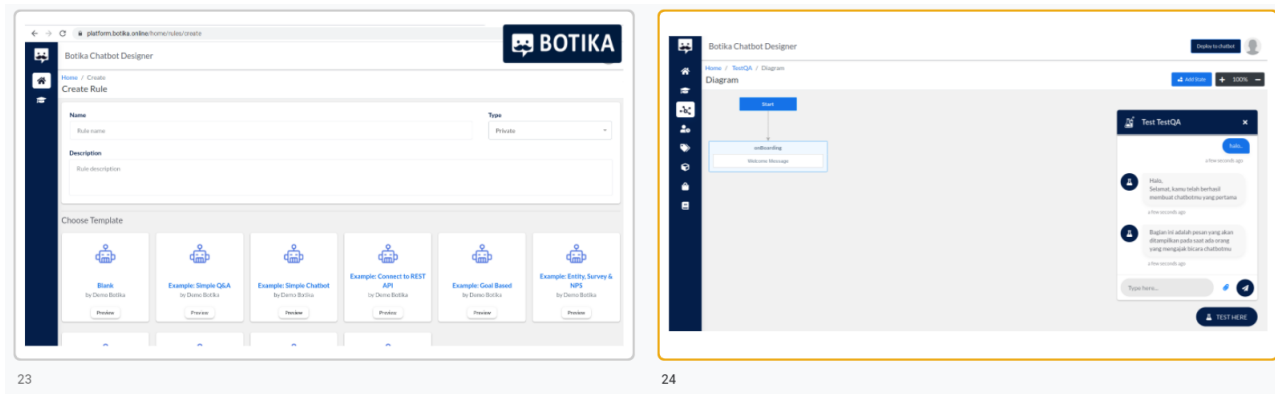 platform.botika.online/home/rules/create
BOTIKA
Botika Chatbot Designer
Home / Create
Create Rule
Name
Rule name
Type
Private
Description
Rule description
Choose Template
Blank
by Demo Botika
Preview
Example: Simple Q&A
by Demo Botika
Preview
Example: Simple Chatbot
by Demo Botika
Preview
Example: Connect to REST
API
by Demo Botika
Preview
Example: Goal Based
by Demo Botika
Preview
Example: Entity, Survey &
NPS
by Demo Botika
Preview
23
Botika Chatbot Designer
Deploy to chatbot
Home / TestQA / Diagram
Diagram
Add Rule
+ 100% −
Start
onBoarding
Welcome Message
Test TestQA ×
halo..
a few seconds ago
Halo,
Selamat, kamu telah berhasil
membuat chatbotmu yang pertama
a few seconds ago
Bagian ini adalah pesan yang akan
ditampilkan pada saat ada orang
yang mengajak bicara chatbotmu
a few seconds ago
Type here...
TEST HERE
24